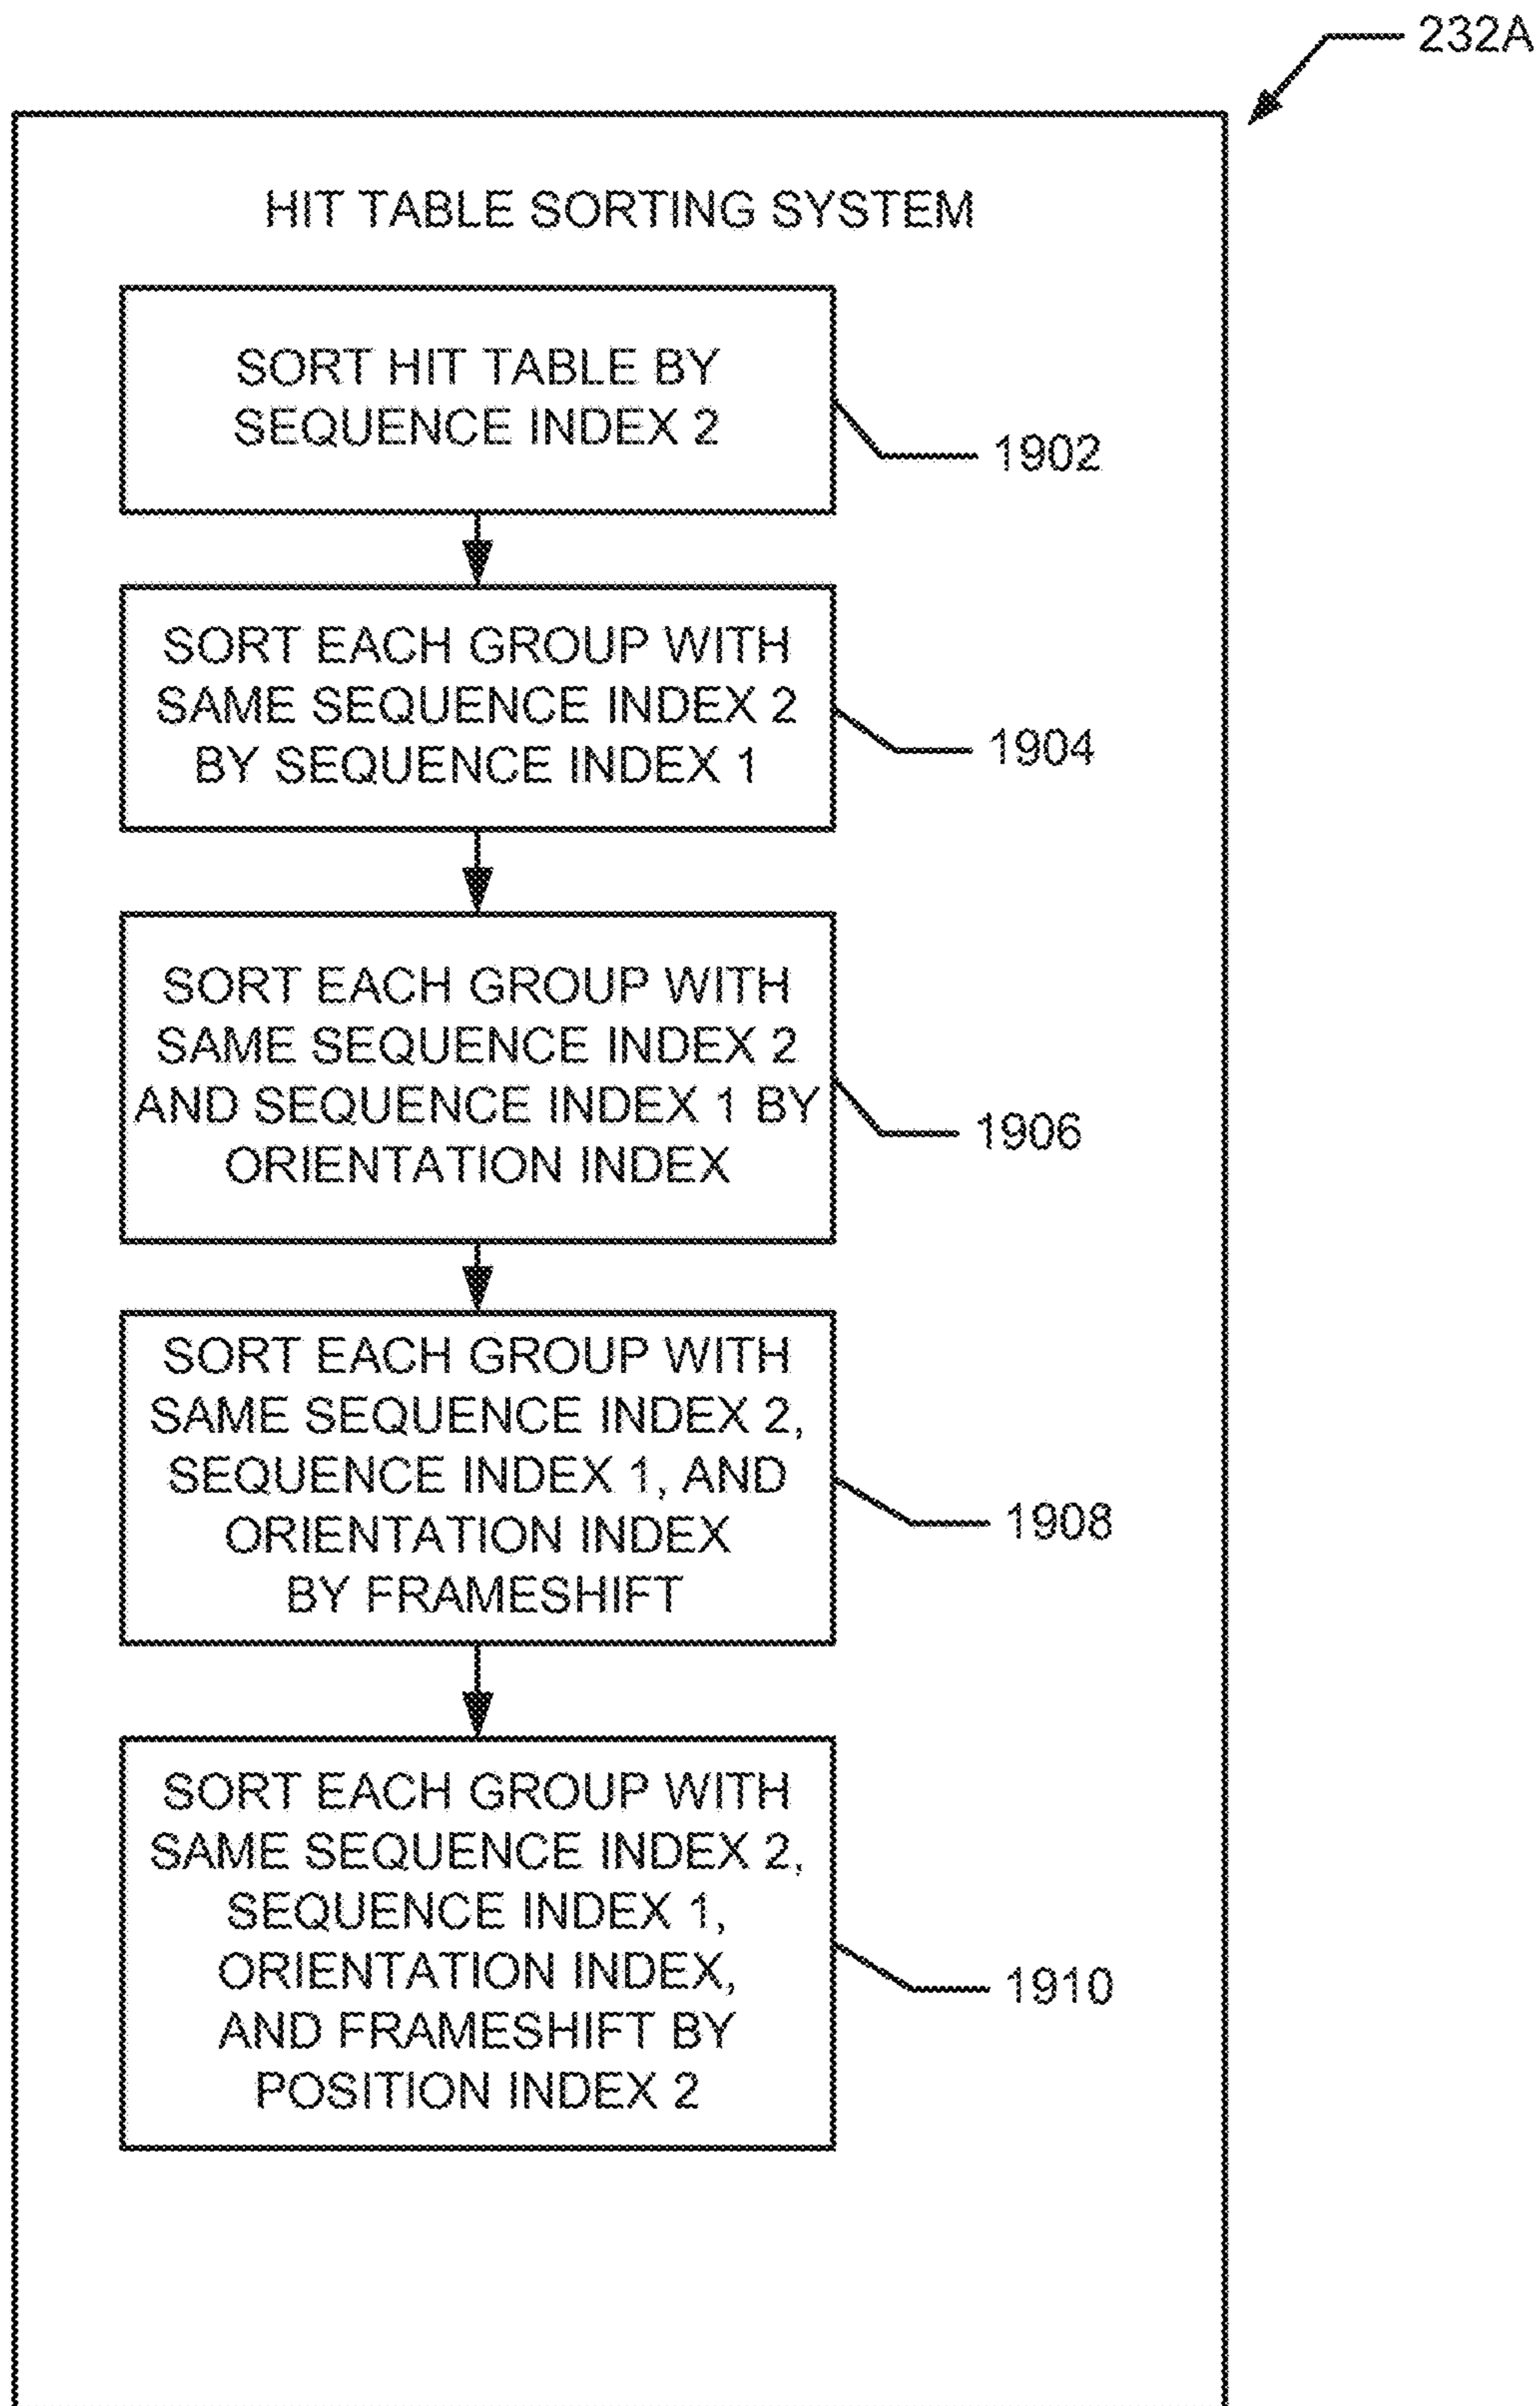 232A
HIT TABLE SORTING SYSTEM
SORT HIT TABLE BY
SEQUENCE INDEX 2
1902
SORT EACH GROUP WITH
SAME SEQUENCE INDEX 2
BY SEQUENCE INDEX 1
1904
SORT EACH GROUP WITH
SAME SEQUENCE INDEX 2
AND SEQUENCE INDEX 1 BY
ORIENTATION INDEX
1906
SORT EACH GROUP WITH
SAME SEQUENCE INDEX 2,
SEQUENCE INDEX 1, AND
ORIENTATION INDEX
BY FRAMESHIFT
1908
SORT EACH GROUP WITH
SAME SEQUENCE INDEX 2,
SEQUENCE INDEX 1,
ORIENTATION INDEX,
AND FRAMESHIFT BY
POSITION INDEX 2
1910